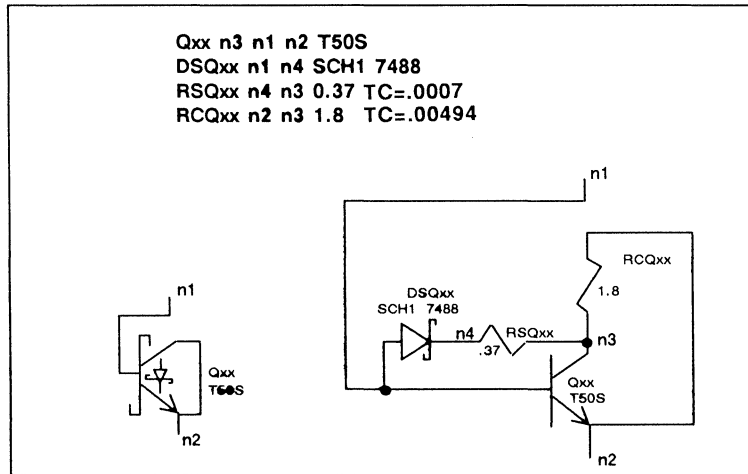 Qxx n3 n1 n2 T50S
DSQxx n1 n4 SCH1 7488
RSQxx n4 n3 0.37 TC=.0007
RCQxx n2 n3 1.8 TC=.00494
n1
RCQxx
1.8
DSQxx
SCH1 7488
n4
RSQxx
.37
n3
Qxx
T50S
n2
n1
Qxx
T50S
n2